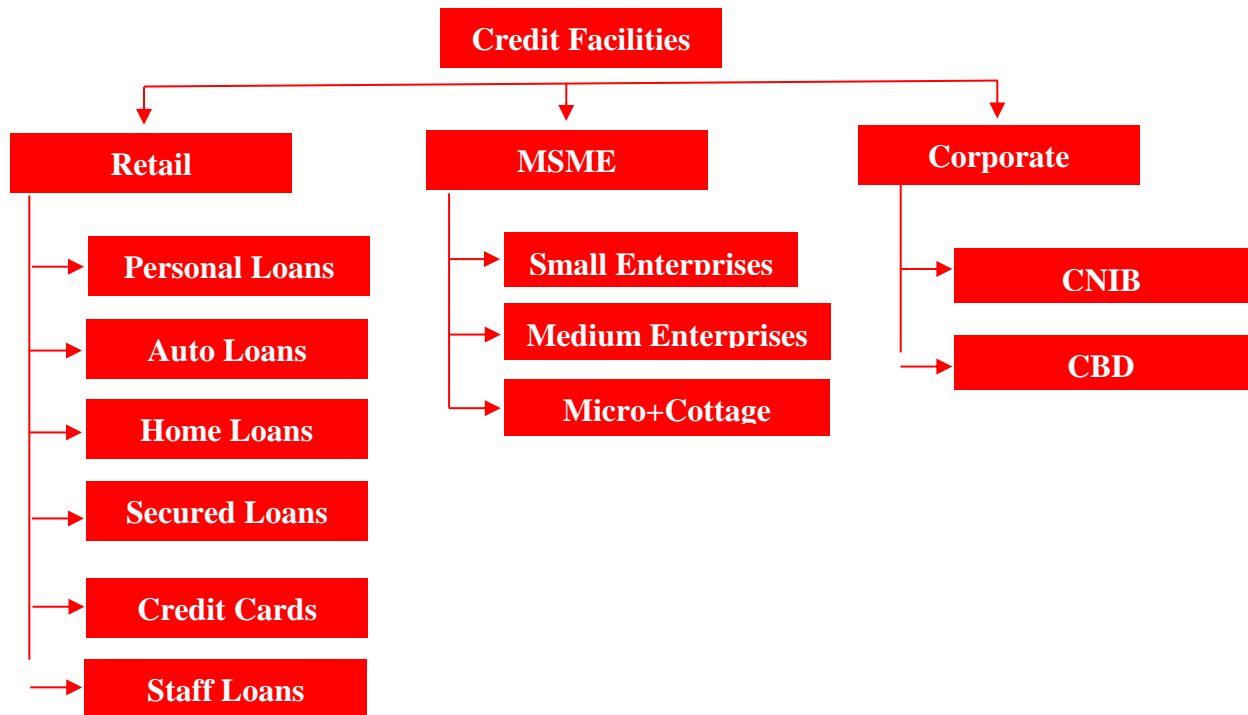 Credit Facilities
Retail
MSME
Corporate
Personal Loans
Auto Loans
Home Loans
Secured Loans
Credit Cards
Staff Loans
Small Enterprises
Medium Enterprises
Micro+Cottage
CNIB
CBD